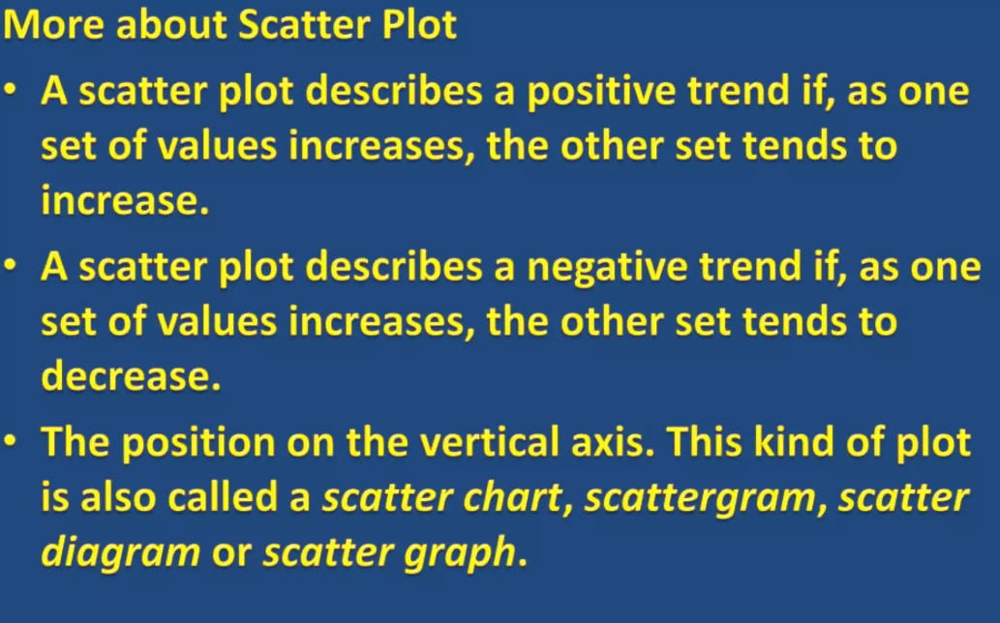 More about Scatter Plot
• A scatter plot describes a positive trend if, as one
set of values increases, the other set tends to
increase.
• A scatter plot describes a negative trend if, as one
set of values increases, the other set tends to
decrease.
• The position on the vertical axis. This kind of plot
is also called a scatter chart, scattergram, scatter
diagram or scatter graph.